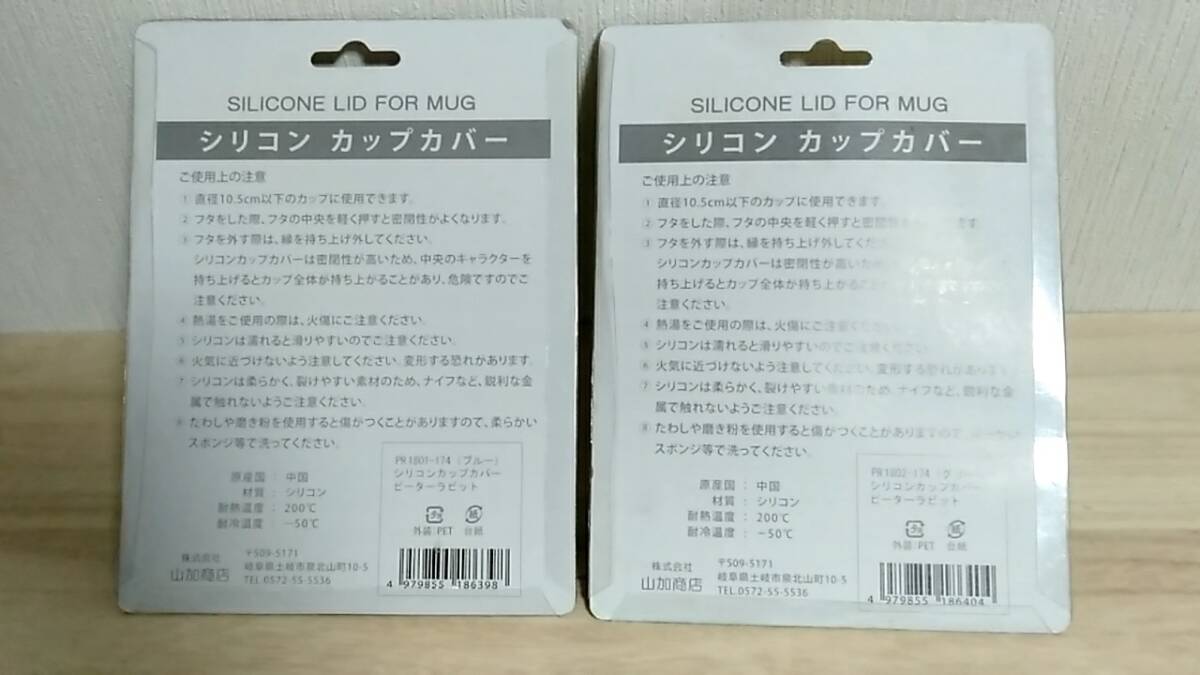 SILICONE LID FOR MUG
シリコン カップカバー
ご使用上の注意
① 直径10.5cm以下のカップに使用できます。
② フタをした際、フタの中央を軽く押すと密閉性がよくなります。
③ フタを外す際は、縁を持ち上げ外してください。
シリコンカップカバーは密閉性が高いため、中央のキャラクターを
持ち上げるとカップ全体が持ち上がることがあり、危険ですのでご
注意ください。
④ 熱湯をご使用の際は、火傷にご注意ください。
⑤ シリコンは濡れると滑りやすいのでご注意ください。
⑥ 火気に近づけないよう注意してください。変形する恐れがあります。
⑦ シリコンは柔らかく、裂けやすい素材のため、ナイフなど、鋭利な金
属で触れないようご注意ください。
⑧ たわしや磨き粉を使用すると傷がつくことがありますので、柔らかい
スポンジ等で洗ってください。
原産国 : 中国
材質 : シリコン
耐熱温度 : 200℃
耐冷温度 : −50℃
PR1801-174（ブルー）
シリコンカップカバー
ピーターラビット
プラ 紙
外装:PET 台紙
株式会社
山加商店
〒509-5171
岐阜県土岐市泉北山町10-5
TEL.0572-55-5536
4 979855 186398
SILICONE LID FOR MUG
シリコン カップカバー
ご使用上の注意
① 直径10.5cm以下のカップに使用できます。
② フタをした際、フタの中央を軽く押すと密閉 ます。
③ フタを外す際は、縁を持ち上げ外してくださ
シリコンカップカバーは密閉性が高いため
持ち上げるとカップ全体が持ち上がること
注意ください。
④ 熱湯をご使用の際は、火傷にご注意ください。
⑤ シリコンは濡れると滑りやすいのでご注意ください
⑥ 火気に近づけないよう注意してください。変形する恐れがあります。
⑦ シリコンは柔らかく、裂けやすい素材のため、ナイフなど、鋭利な金
属で触れないようご注意ください。
⑧ たわしや磨き粉を使用すると傷がつくことがありますので、
スポンジ等で洗ってください。
原産国 : 中国
材質 : シリコン
耐熱温度 : 200℃
耐冷温度 : −50℃
PR1802-174
シリコンカップカバー
ピーターラビット
プラ 紙
外装:PET 台紙
株式会社
山加商店
〒509-5171
岐阜県土岐市泉北山町10-5
TEL.0572-55-5536
4 979855 186404